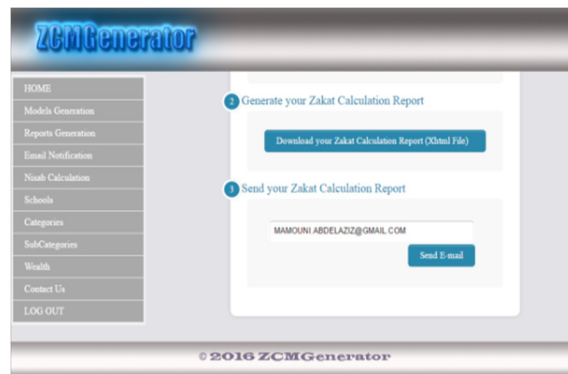 ZCMGenerator
HOME
Models Generation
Reports Generation
Email Notification
Nisab Calculation
Schools
Categories
SubCategories
Wealth
Contact Us
LOG OUT
2 Generate your Zakat Calculation Report
Download your Zakat Calculation Report (Xhtml File)
3 Send your Zakat Calculation Report
MAMOUNI.ABDELAZIZ@GMAIL.COM
Send E-mail
© 2016 ZCMGenerator